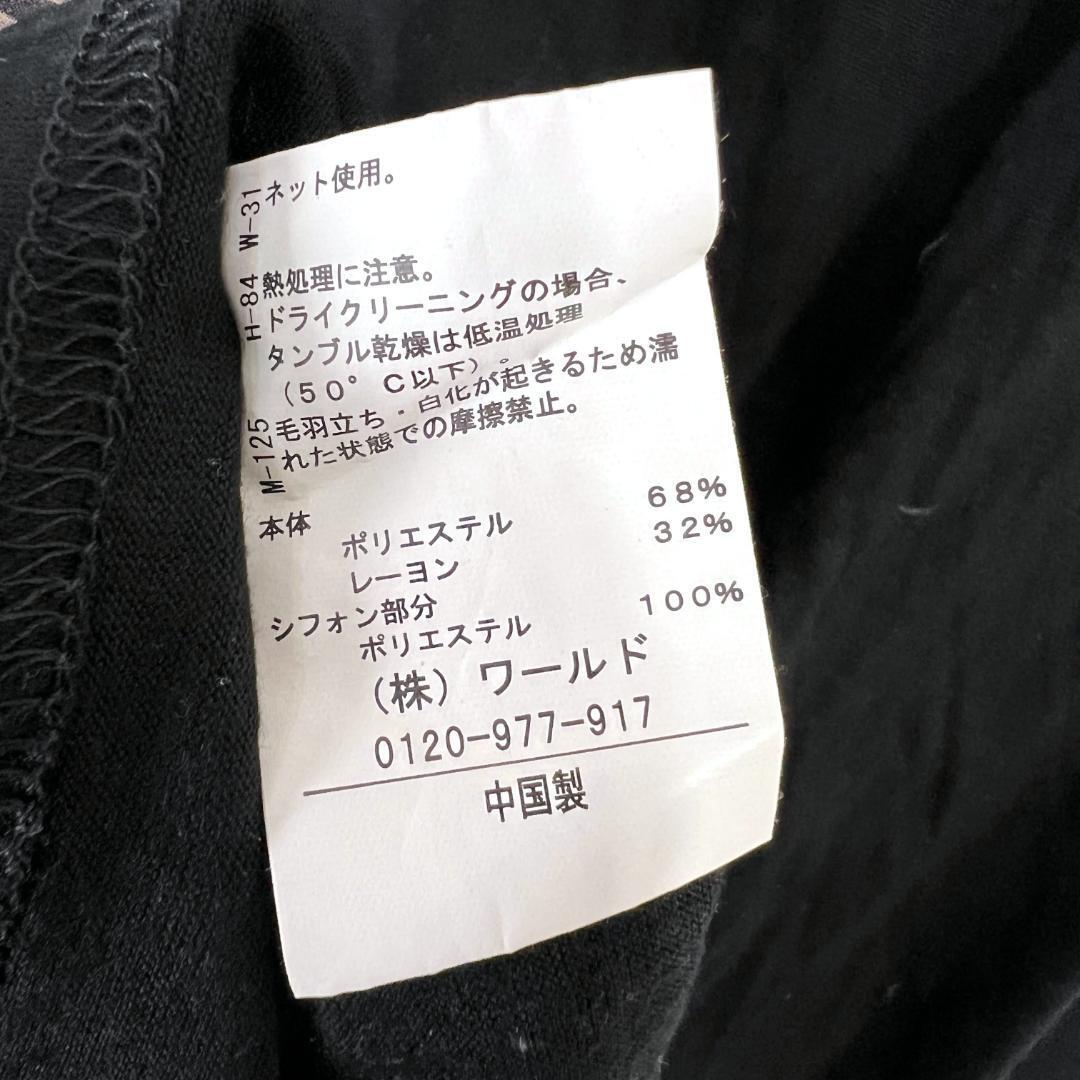 ネット使用。
熱処理に注意。
ドライクリーニングの場合、
タンブル乾燥は低温処理
（50°C以下）。
毛羽立ち・白化が起きるため濡
れた状態での摩擦禁止。
M-125 H-84 W-31
本体
ポリエステル 68%
レーヨン 32%
シフォン部分
ポリエステル 100%
（株）ワールド
0120-977-917
中国製